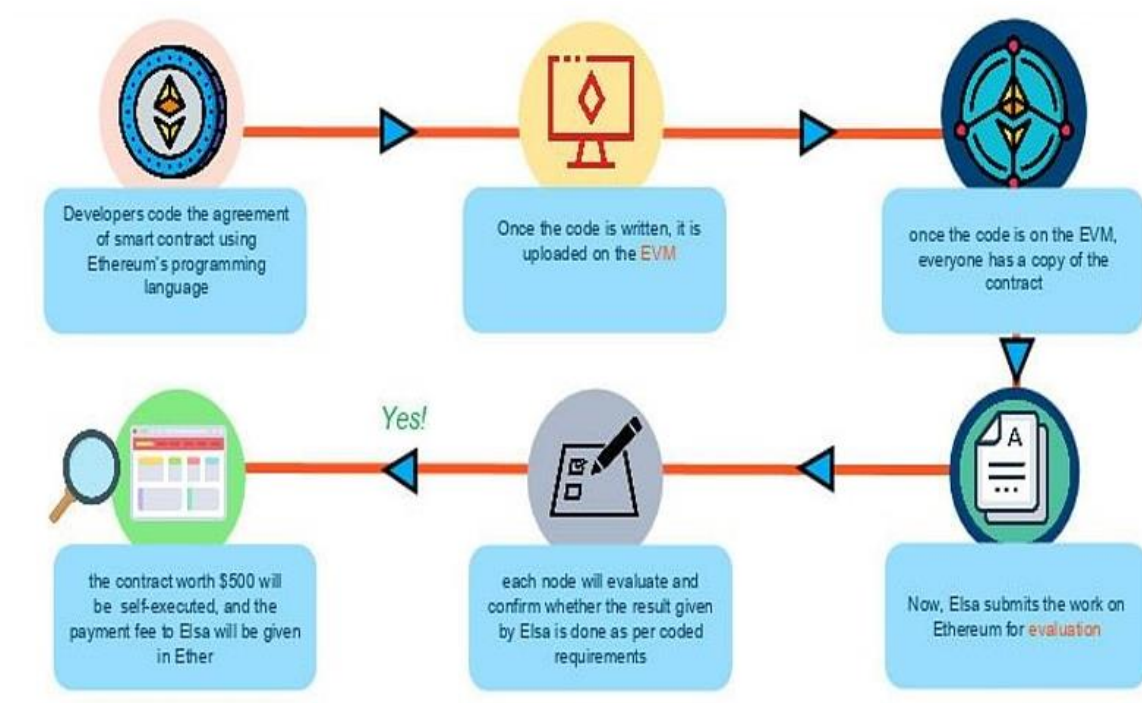 Developers code the agreement
of smart contract using
Ethereum's programming
language
Once the code is written, it is
uploaded on the EVM
once the code is on the EVM,
everyone has a copy of the
contract
A
Now, Elsa submits the work on
Ethereum for evaluation
each node will evaluate and
confirm whether the result given
by Elsa is done as per coded
requirements
Yes!
the contract worth $500 will
be self-executed, and the
payment fee to Elsa will be given
in Ether